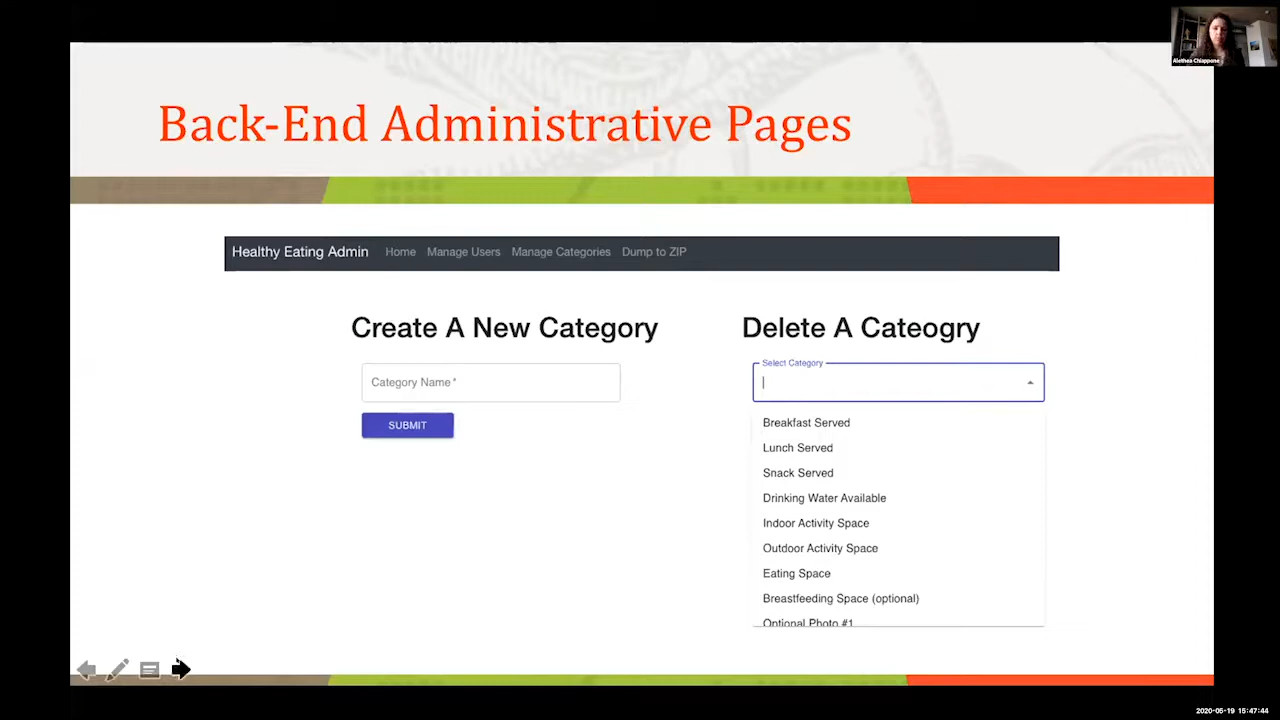 Alethea Chiappone
Back-End Administrative Pages
Healthy Eating Admin Home Manage Users Manage Categories Dump to ZIP
Create A New Category
Delete A Cateogry
Category Name*
SUBMIT
Select Category
Breakfast Served
Lunch Served
Snack Served
Drinking Water Available
Indoor Activity Space
Outdoor Activity Space
Eating Space
Breastfeeding Space (optional)
Optional Photo #1
2020-05-19 15:47:44